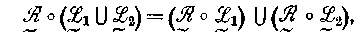 ℛ ∘ (ℒ₁ ⋃ ℒ₂) = (ℛ ∘ ℒ₁) ⋃ (ℛ ∘ ℒ₂),